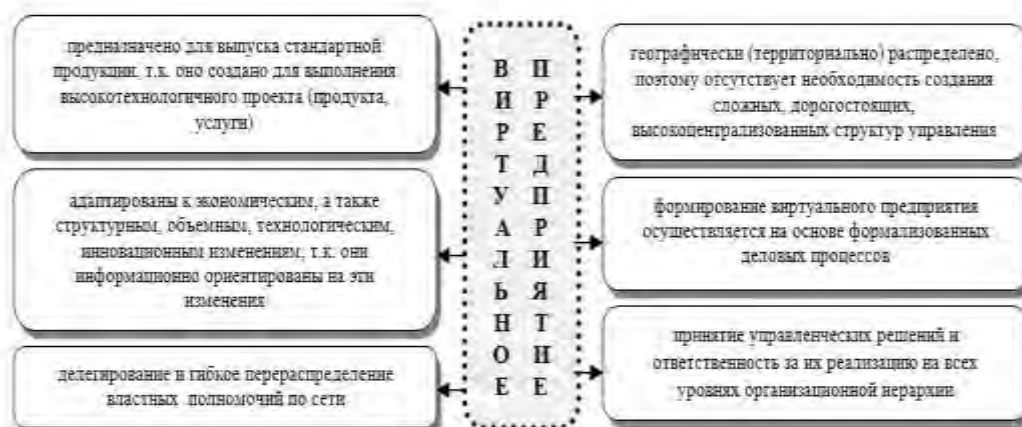 предназначено для выпуска стандартной
продукции, т.к. оно создано для выполнения
высокотехнологичного проекта (продукта,
услуги)
адаптированы к экономическим, а также
структурным, объемным, технологическим,
инновационным изменениям, т.к. они
информационно ориентированы на эти
изменения
делегирование и гибкое перераспределение
властных полномочий по сети
ВИРТУАЛЬНОЕ
ПРЕДПРИЯТИЕ
географически (территориально) распределено,
поэтому отсутствует необходимость создания
сложных, дорогостоящих,
высокоцентрализованных структур управления
формирование виртуального предприятия
осуществляется на основе формализованных
деловых процессов
принятие управленческих решений и
ответственность за их реализацию на всех
уровнях организационной иерархии